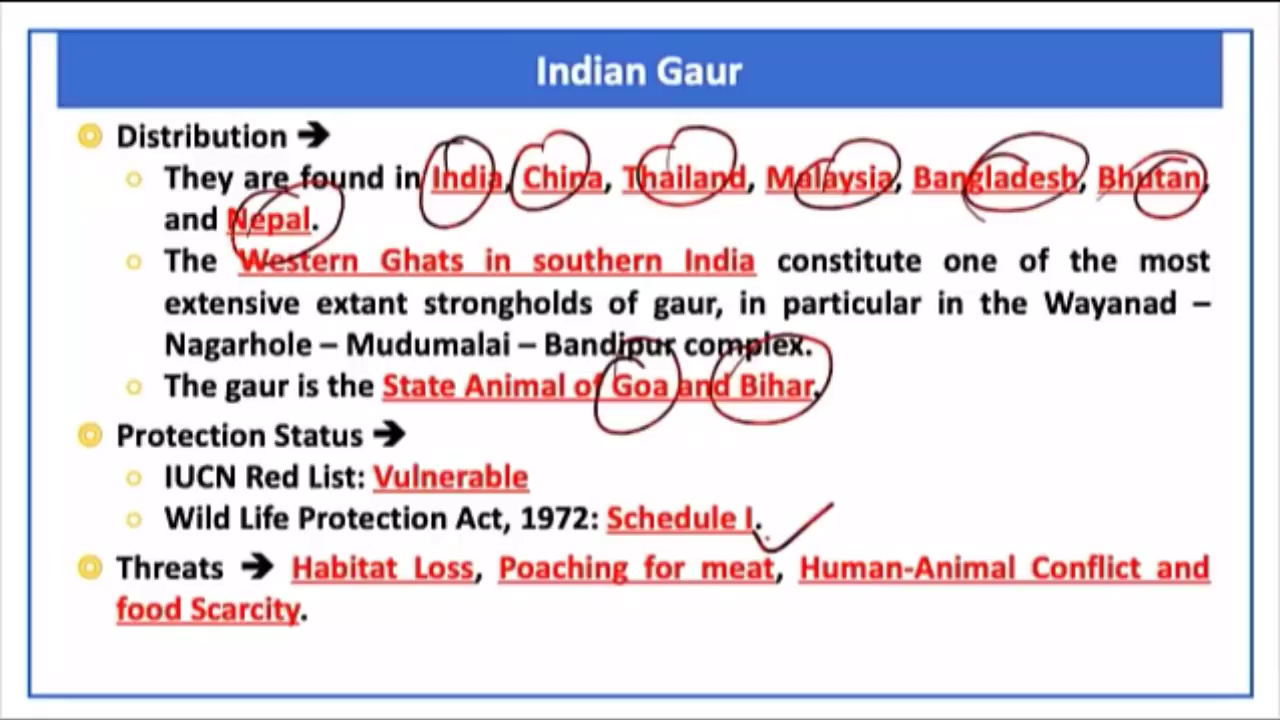 Indian Gaur
Distribution ➔
They are found in India, China, Thailand, Malaysia, Bangladesh, Bhutan,
and Nepal.
The Western Ghats in southern India constitute one of the most
extensive extant strongholds of gaur, in particular in the Wayanad –
Nagarhole – Mudumalai – Bandipur complex.
The gaur is the State Animal of Goa and Bihar.
Protection Status ➔
IUCN Red List: Vulnerable
Wild Life Protection Act, 1972: Schedule I.
Threats ➔ Habitat Loss, Poaching for meat, Human-Animal Conflict and
food Scarcity.